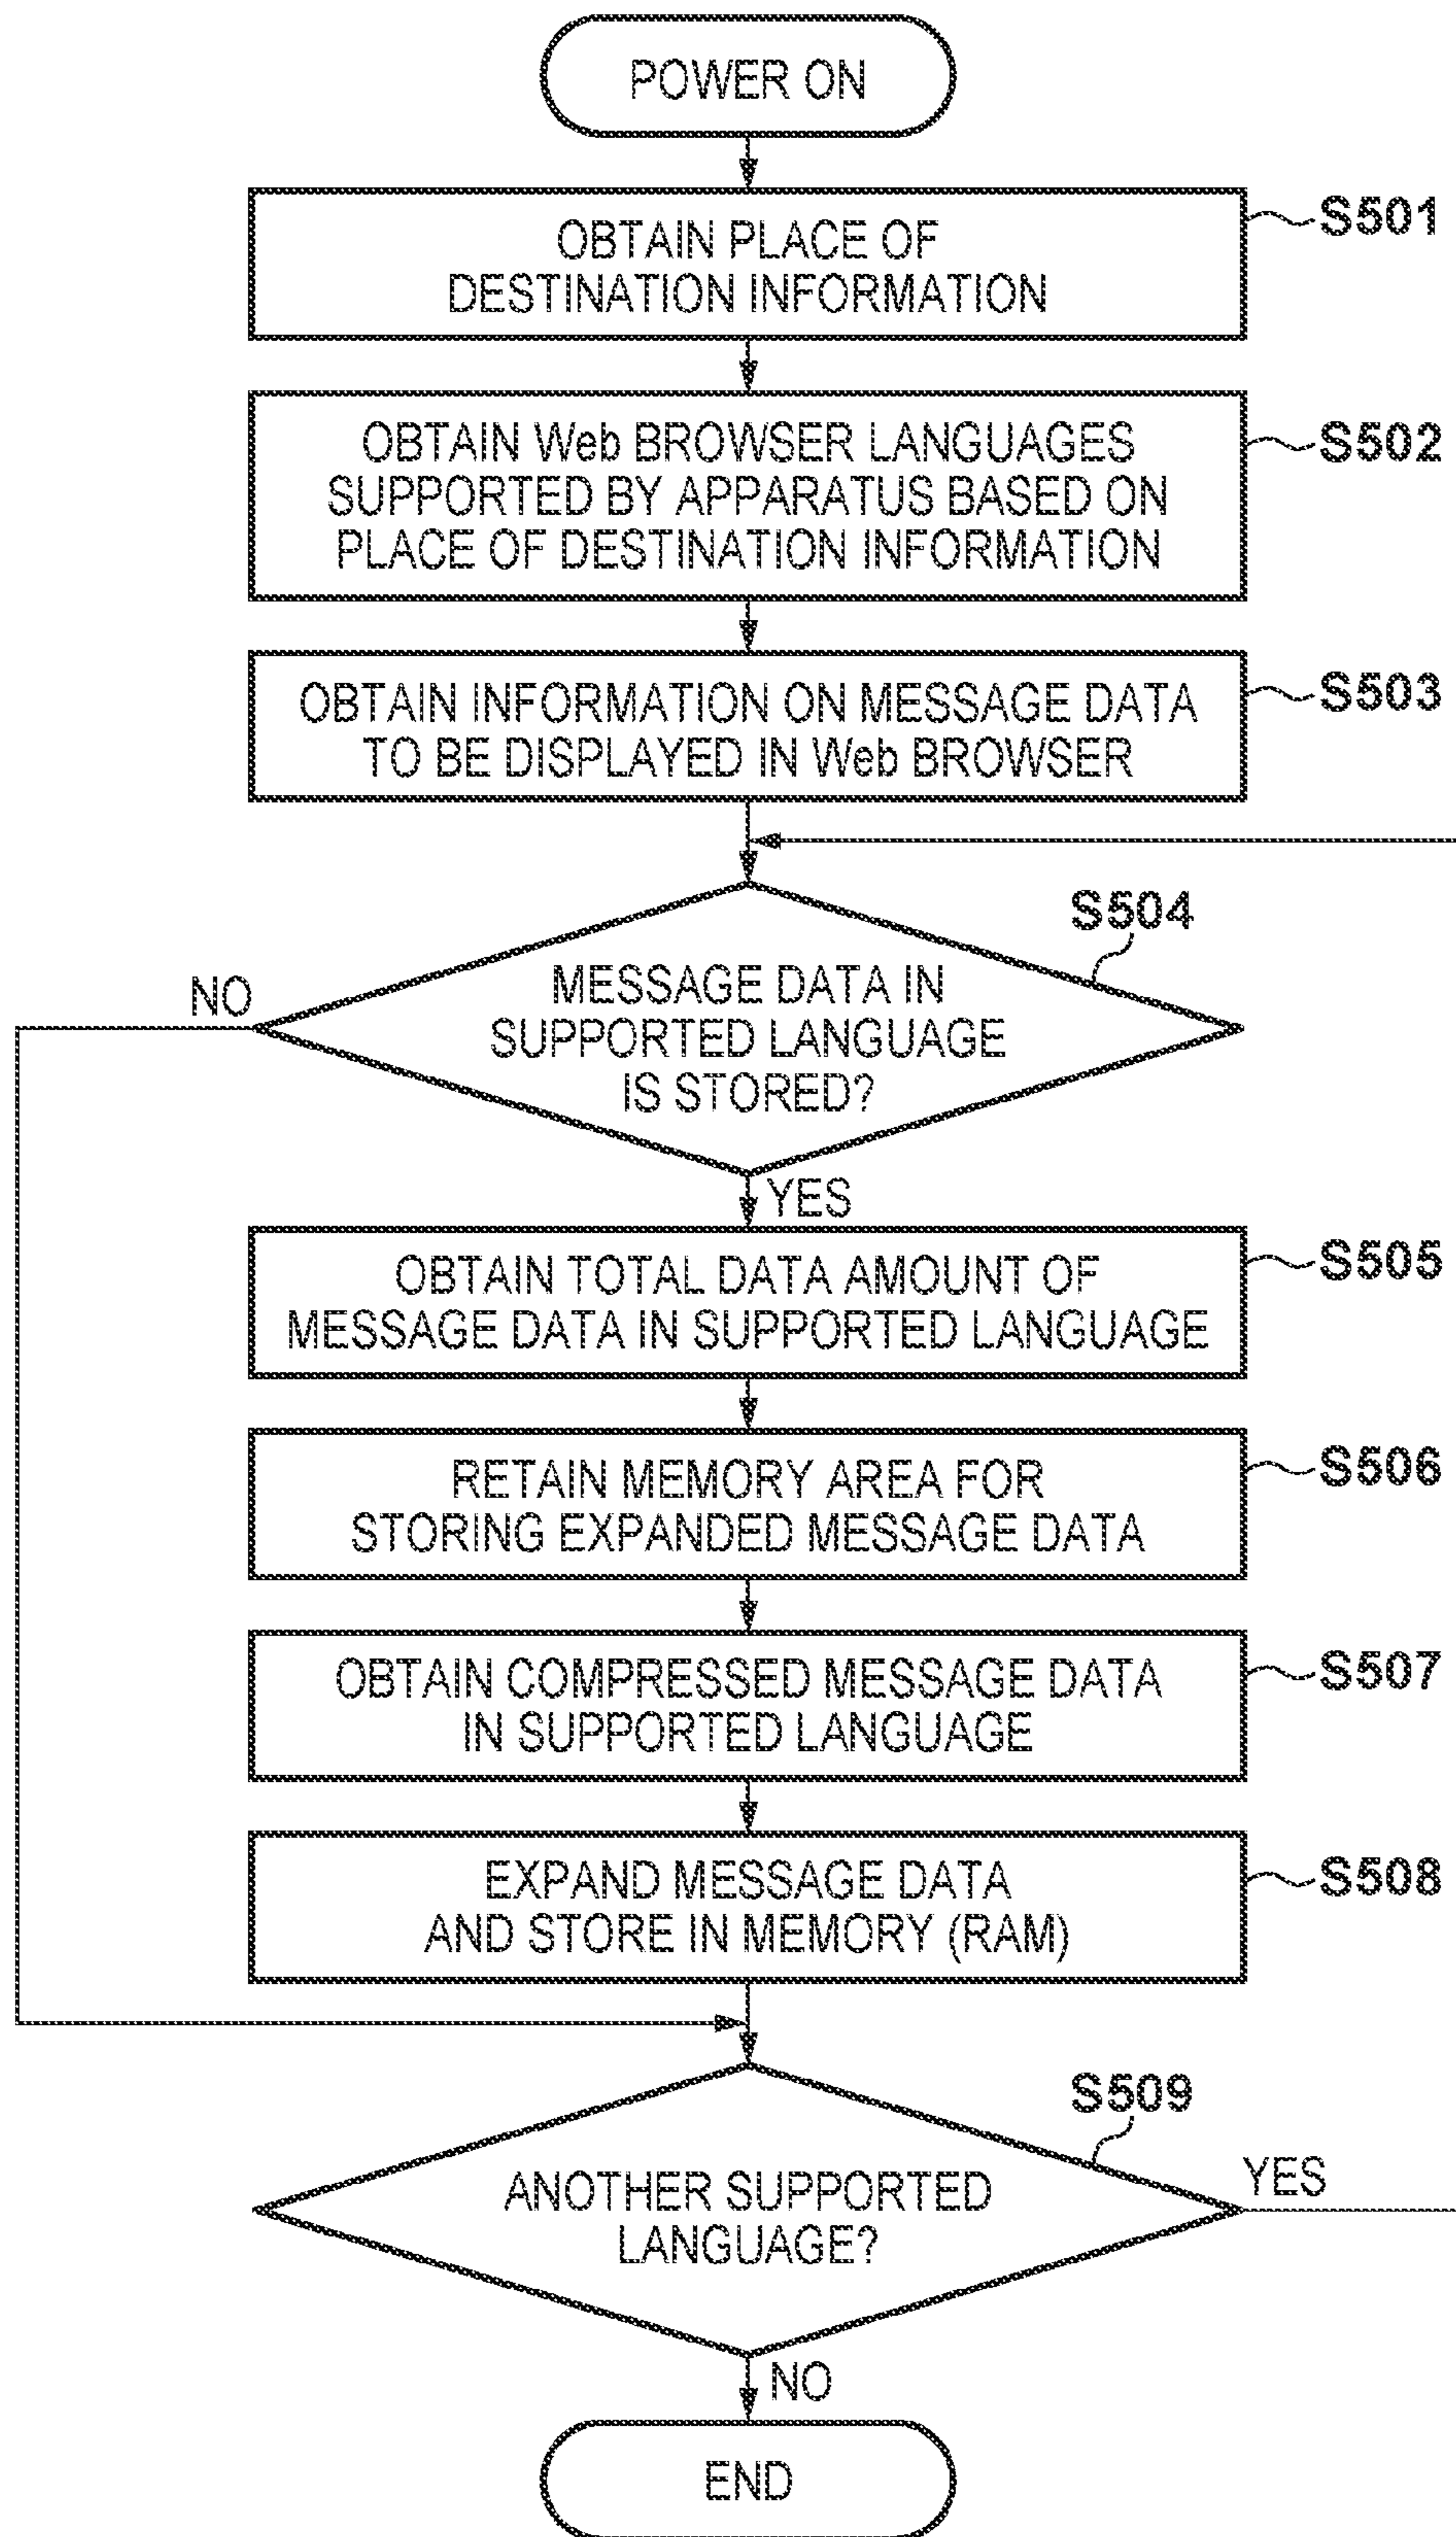 POWER ON
OBTAIN PLACE OF
DESTINATION INFORMATION
S501
OBTAIN Web BROWSER LANGUAGES
SUPPORTED BY APPARATUS BASED ON
PLACE OF DESTINATION INFORMATION
S502
OBTAIN INFORMATION ON MESSAGE DATA
TO BE DISPLAYED IN Web BROWSER
S503
S504
NO
MESSAGE DATA IN
SUPPORTED LANGUAGE
IS STORED?
YES
OBTAIN TOTAL DATA AMOUNT OF
MESSAGE DATA IN SUPPORTED LANGUAGE
S505
RETAIN MEMORY AREA FOR
STORING EXPANDED MESSAGE DATA
S506
OBTAIN COMPRESSED MESSAGE DATA
IN SUPPORTED LANGUAGE
S507
EXPAND MESSAGE DATA
AND STORE IN MEMORY (RAM)
S508
S509
ANOTHER SUPPORTED
LANGUAGE?
YES
NO
END